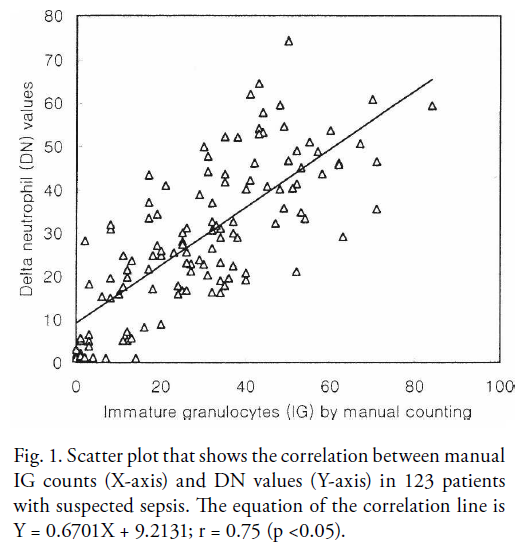 80
70
60
50
40
30
20
10
0
Delta neutrophil (DN) values
0 20 40 60 80 100
Immature granulocytes (IG) by manual counting
Fig. 1. Scatter plot that shows the correlation between manual
IG counts (X-axis) and DN values (Y-axis) in 123 patients
with suspected sepsis. The equation of the correlation line is
Y = 0.6701X + 9.2131; r = 0.75 (p <0.05).